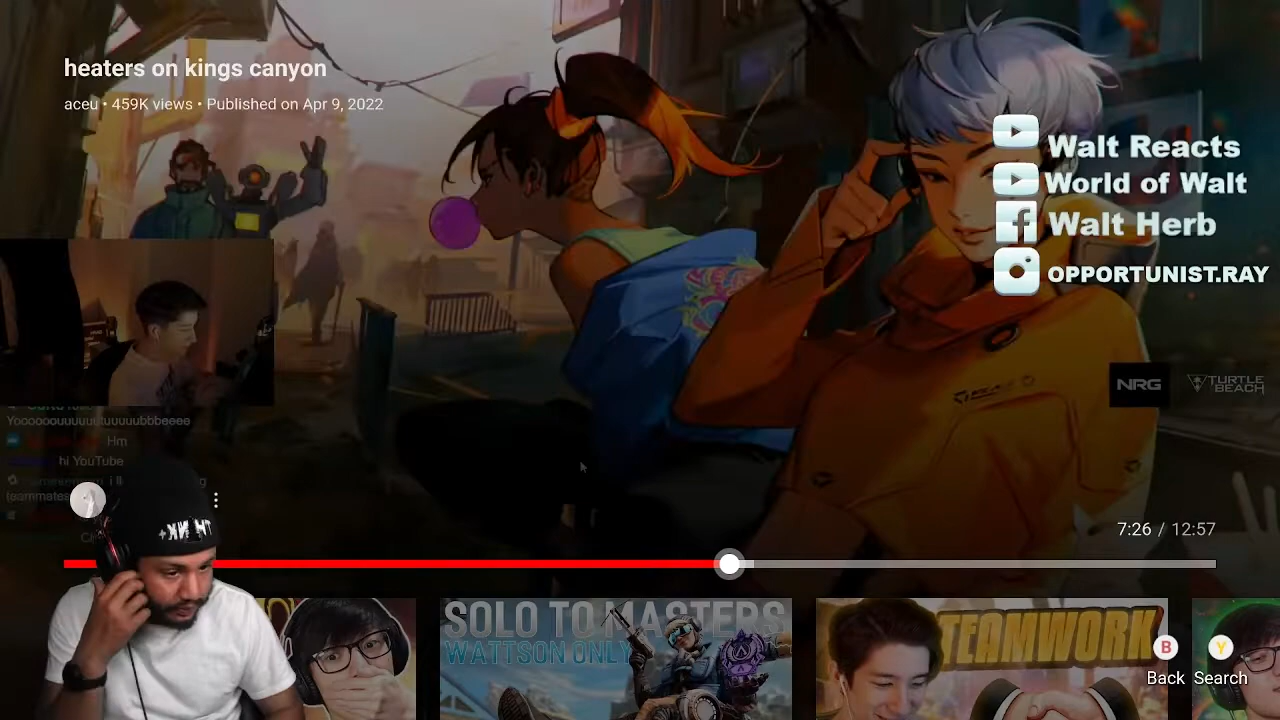 heaters on kings canyon
aceu • 459K views • Published on Apr 9, 2022
Walt Reacts
World of Walt
Walt Herb
OPPORTUNIST.RAY
NRG
TURTLE BEACH
Yooooouuuuuutuuuuubbbeeee
Hm
hi YouTube
7:26 / 12:57
SOLO TO MASTERS
WATTSON ONLY
TEAMWORK
B
Y
Back
Search